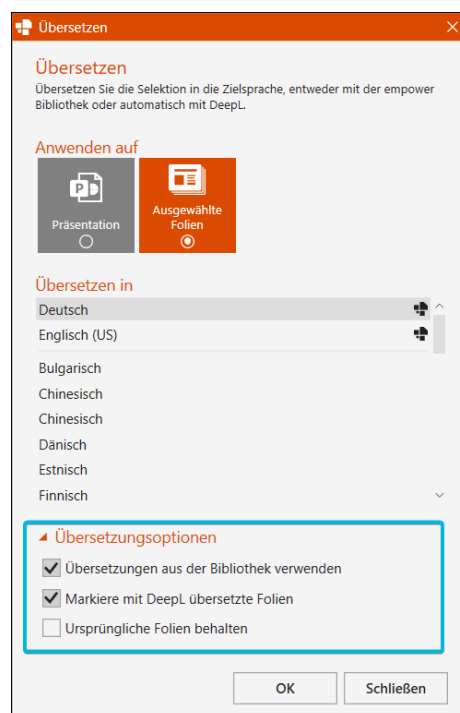 Übersetzen
Übersetzen
Übersetzen Sie die Selektion in die Zielsprache, entweder mit der empower
Bibliothek oder automatisch mit DeepL.
Anwenden auf
Präsentation
Ausgewählte
Folien
Übersetzen in
Deutsch
Englisch (US)
Bulgarisch
Chinesisch
Chinesisch
Dänisch
Estnisch
Finnisch
Übersetzungsoptionen
Übersetzungen aus der Bibliothek verwenden
Markiere mit DeepL übersetzte Folien
Ursprüngliche Folien behalten
OK
Schließen